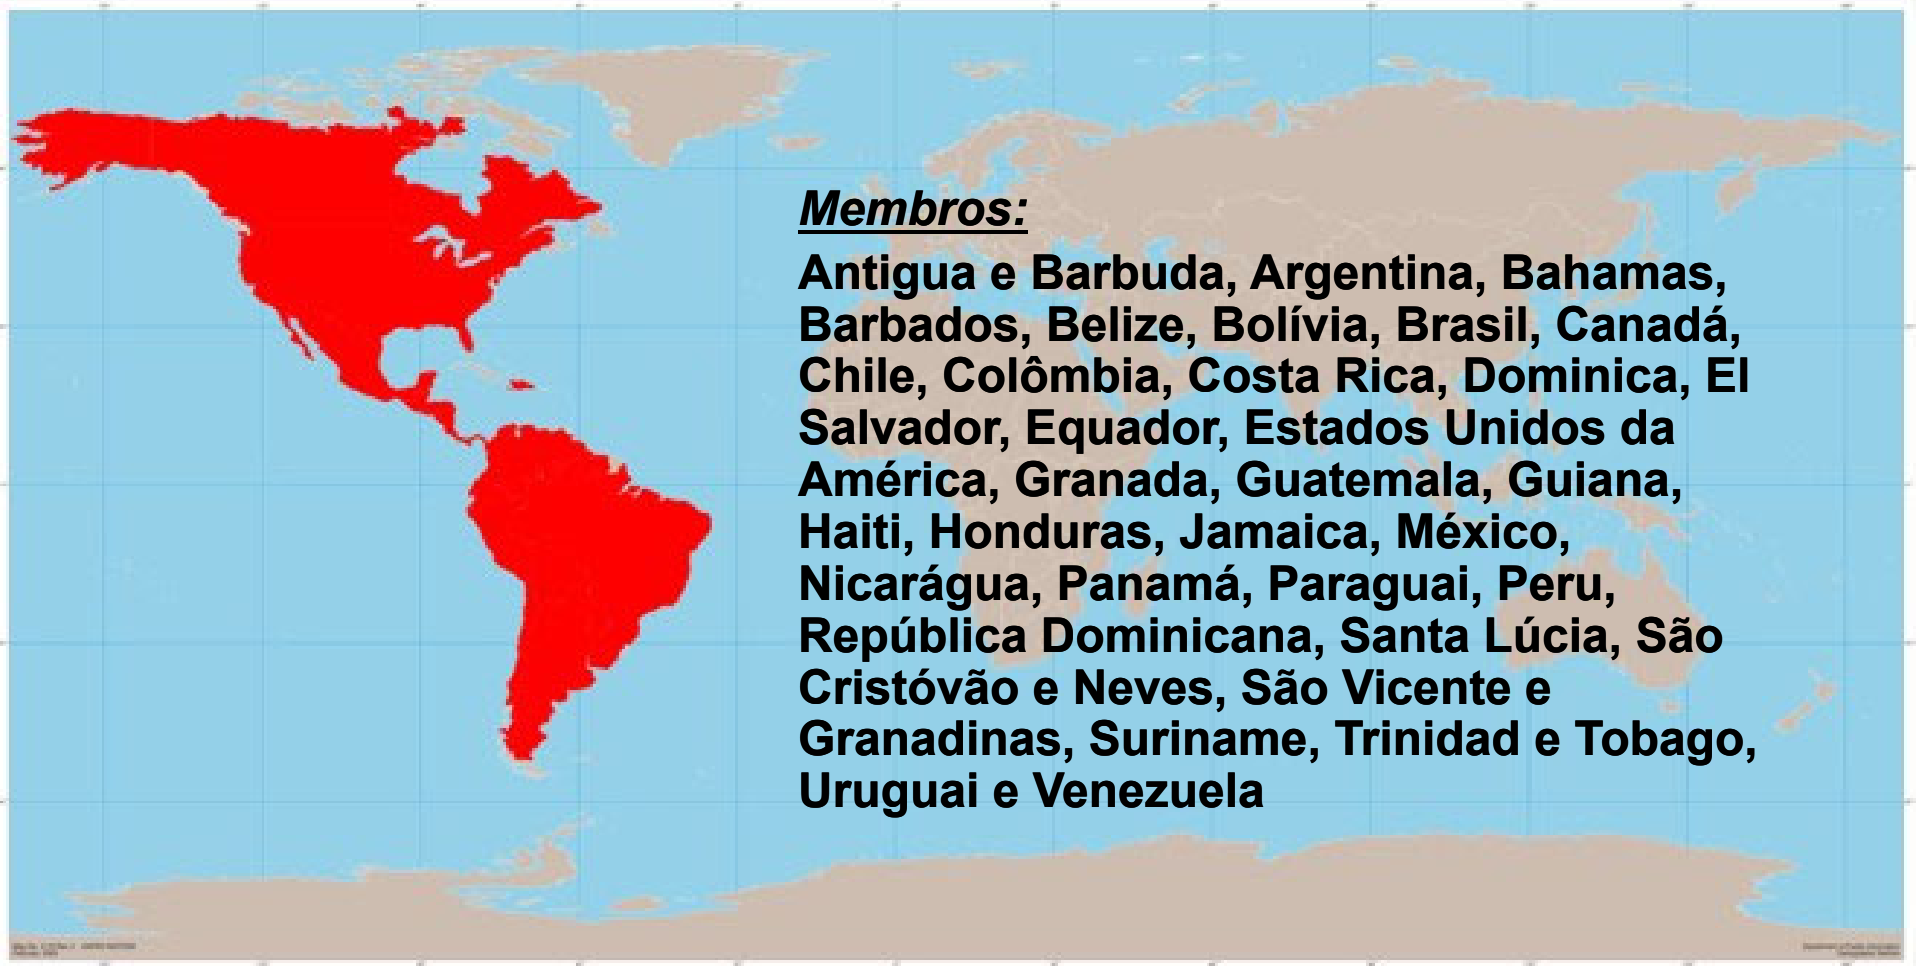 Membros:
Antigua e Barbuda, Argentina, Bahamas,
Barbados, Belize, Bolívia, Brasil, Canadá,
Chile, Colômbia, Costa Rica, Dominica, El
Salvador, Equador, Estados Unidos da
América, Granada, Guatemala, Guiana,
Haiti, Honduras, Jamaica, México,
Nicarágua, Panamá, Paraguai, Peru,
República Dominicana, Santa Lúcia, São
Cristóvão e Neves, São Vicente e
Granadinas, Suriname, Trinidad e Tobago,
Uruguai e Venezuela